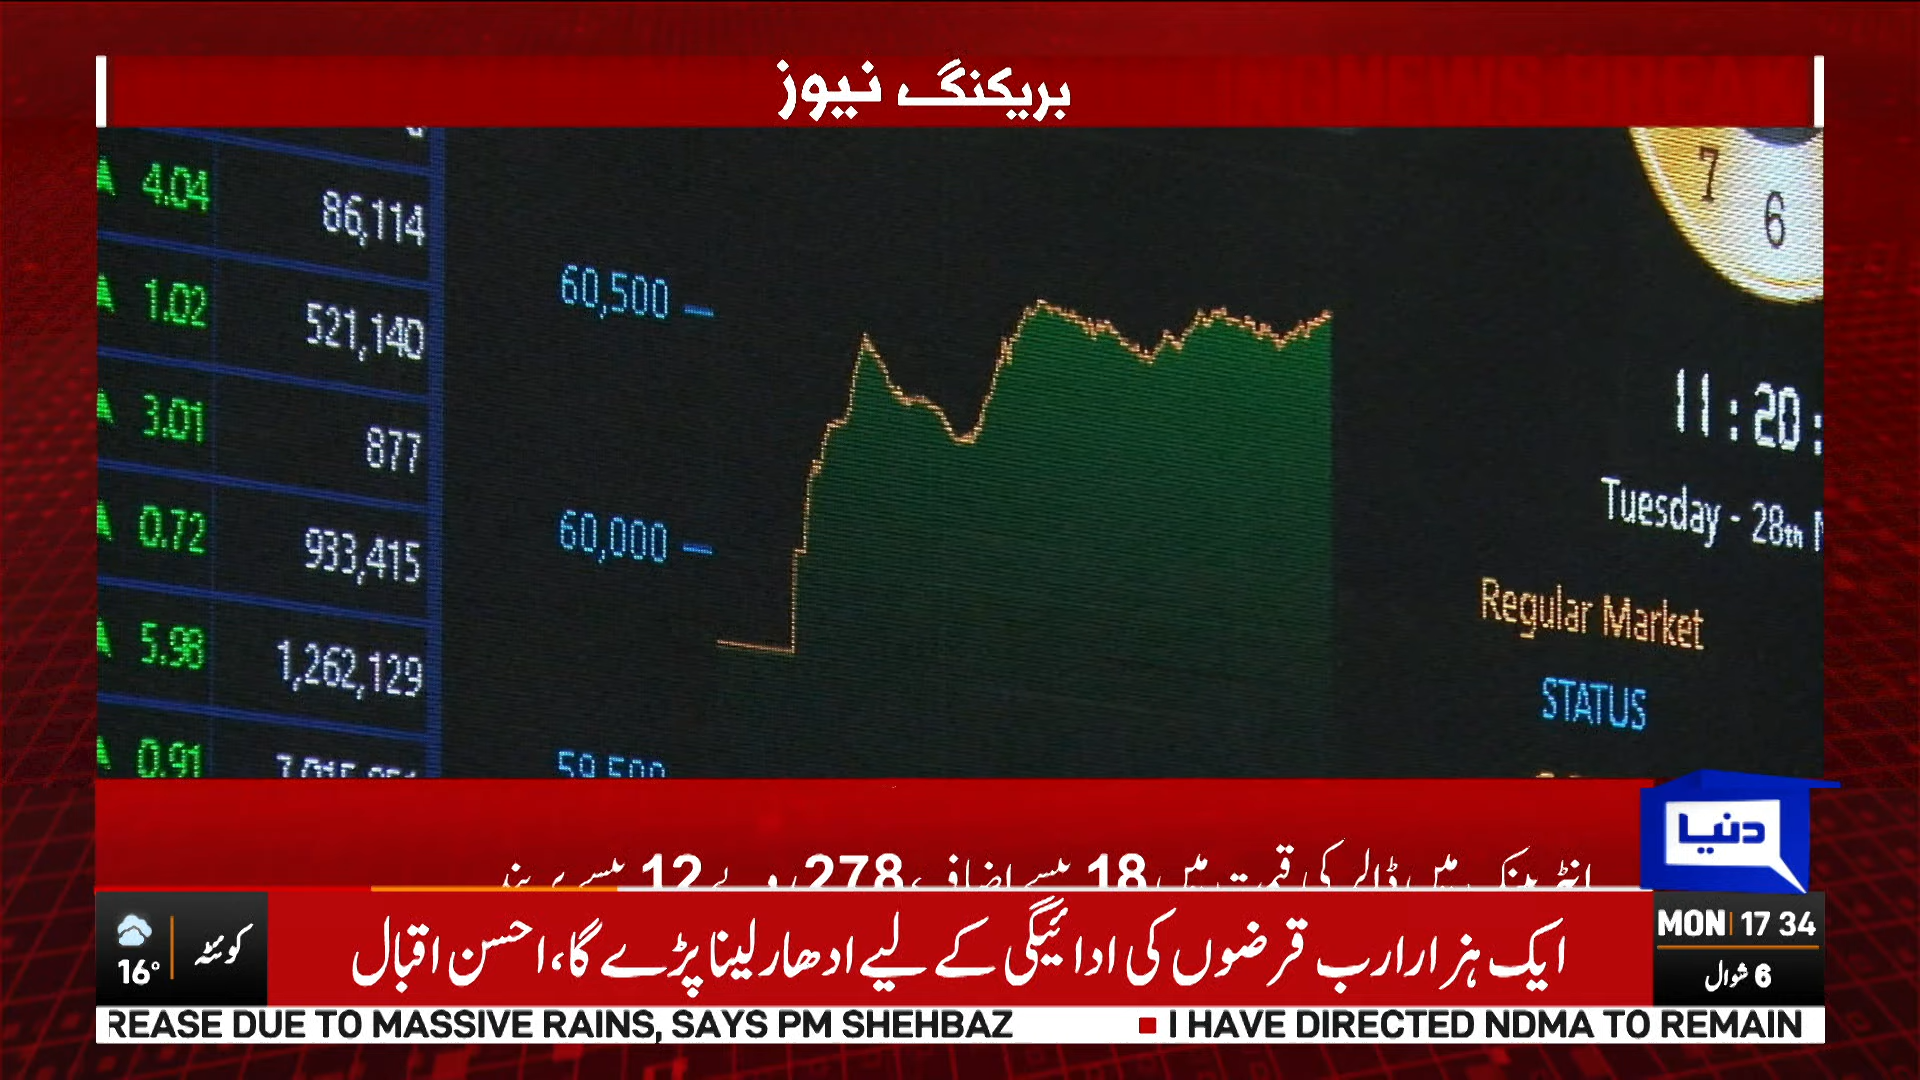 بریکنگ نیوز
4.04 86,114
1.02 521,140
3.01 877
0.72 933,415
5.98 1,262,129
0.91
60,500
60,000
59,500
7
6
11:20:
Tuesday - 28th
Regular Market
STATUS
دنیا
انٹربینک میں ڈالر کی قیمت میں 18 پیسے اضافہ، 278 روپے 12 پیسے پر بند
ایک ہزار ارب قرضوں کی ادائیگی کے لیے ادھار لینا پڑے گا، احسن اقبال
کوئٹہ
16°
MON 17 34
6 شوال
REASE DUE TO MASSIVE RAINS, SAYS PM SHEHBAZ I HAVE DIRECTED NDMA TO REMAIN